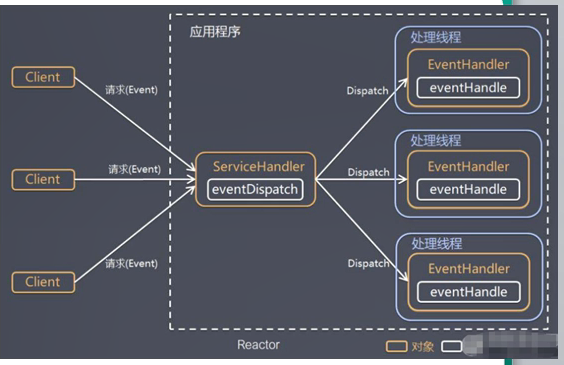 应用程序
处理线程
EventHandler
eventHandle
Client
请求(Event)
Dispatch
处理线程
ServiceHandler
EventHandler
Client
请求(Event)
Dispatch
eventDispatch
eventHandle
处理线程
请求(Event)
Dispatch
EventHandler
Client
eventHandle
Reactor
对象